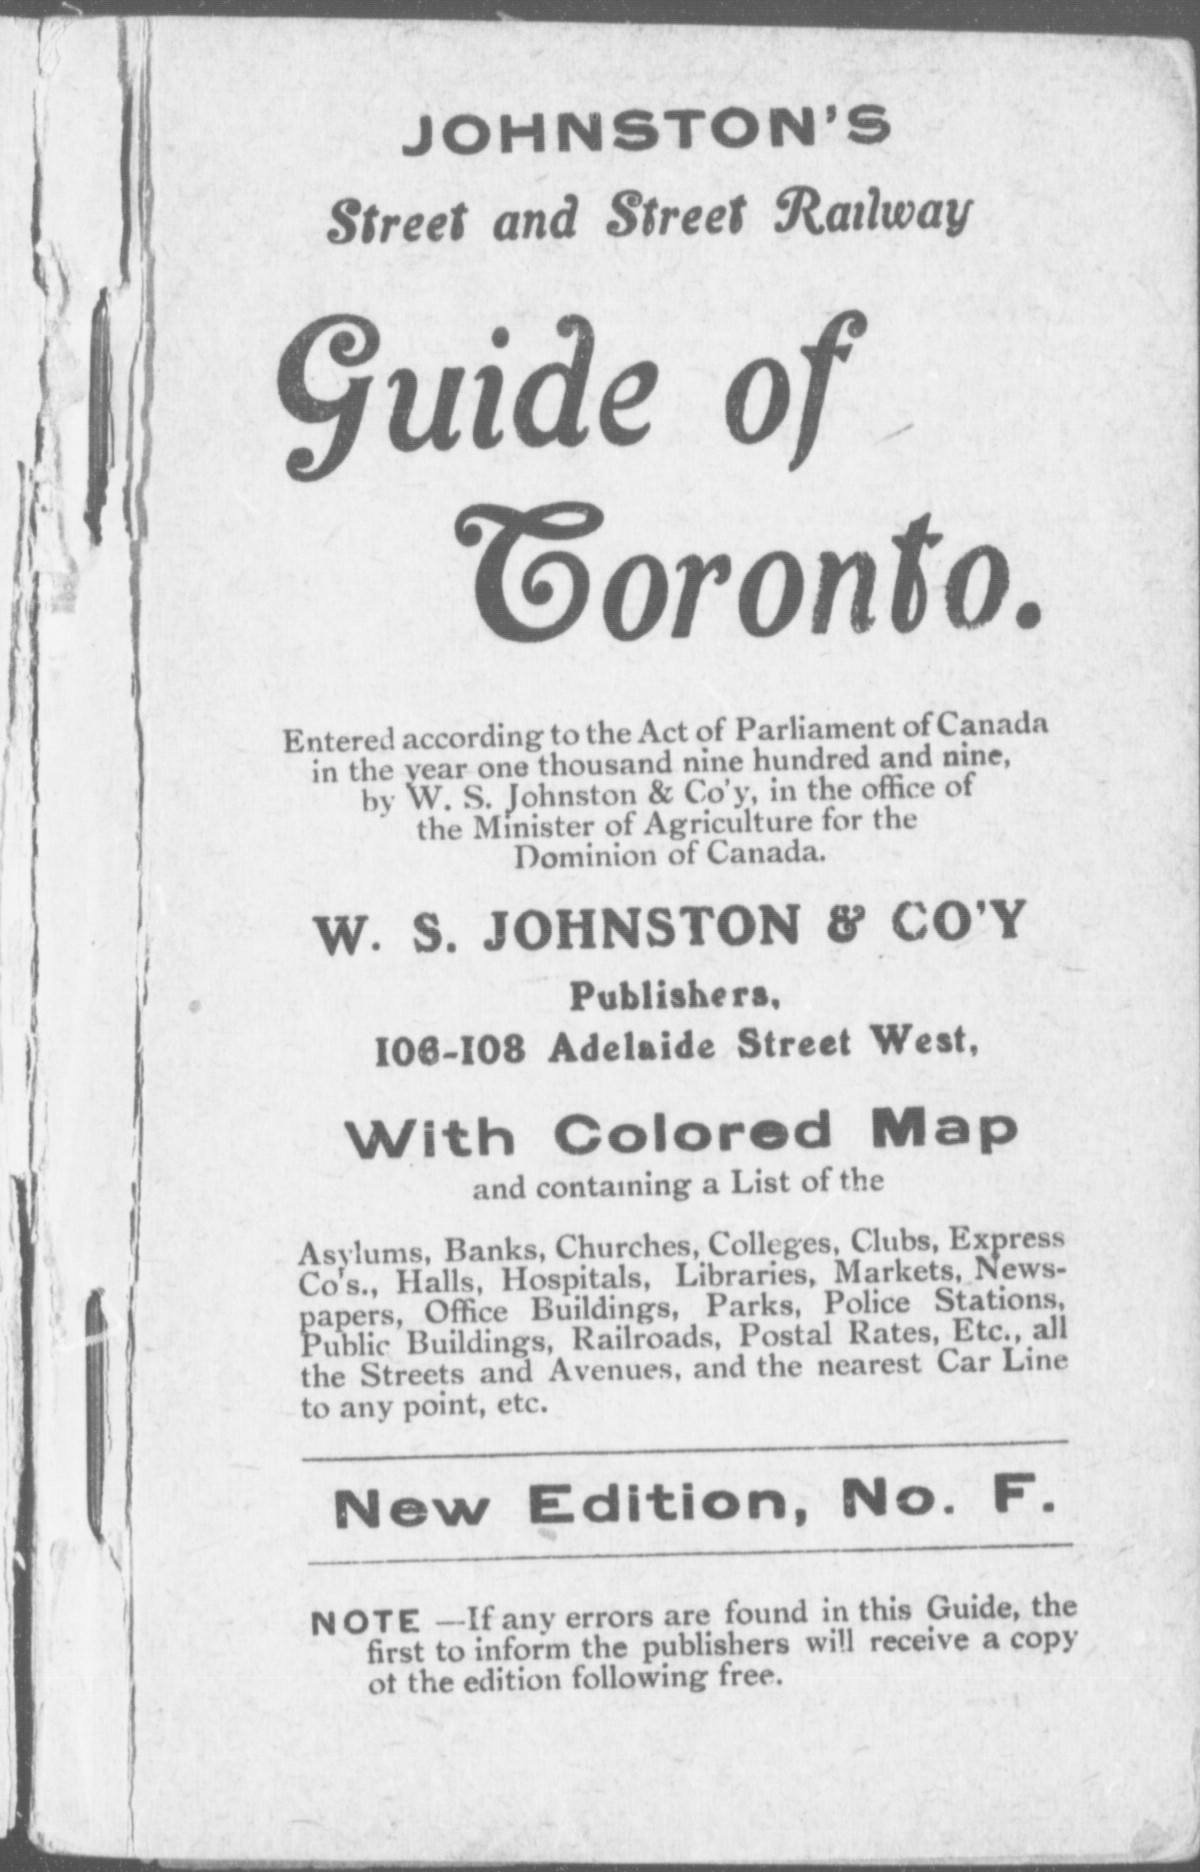 JOHNSTON'S
Street and Street Railway
Guide of
Toronto.
Entered according to the Act of Parliament of Canada
in the year one thousand nine hundred and nine,
by W. S. Johnston & Co'y, in the office of
the Minister of Agriculture for the
Dominion of Canada.
W. S. JOHNSTON & CO'Y
Publishers,
106-108 Adelaide Street West,
With Colored Map
and containing a List of the
Asylums, Banks, Churches, Colleges, Clubs, Express
Co's., Halls, Hospitals, Libraries, Markets, News-
papers, Office Buildings, Parks, Police Stations,
Public Buildings, Railroads, Postal Rates, Etc., all
the Streets and Avenues, and the nearest Car Line
to any point, etc.
New Edition, No. F.
NOTE —If any errors are found in this Guide, the
first to inform the publishers will receive a copy
ot the edition following free.